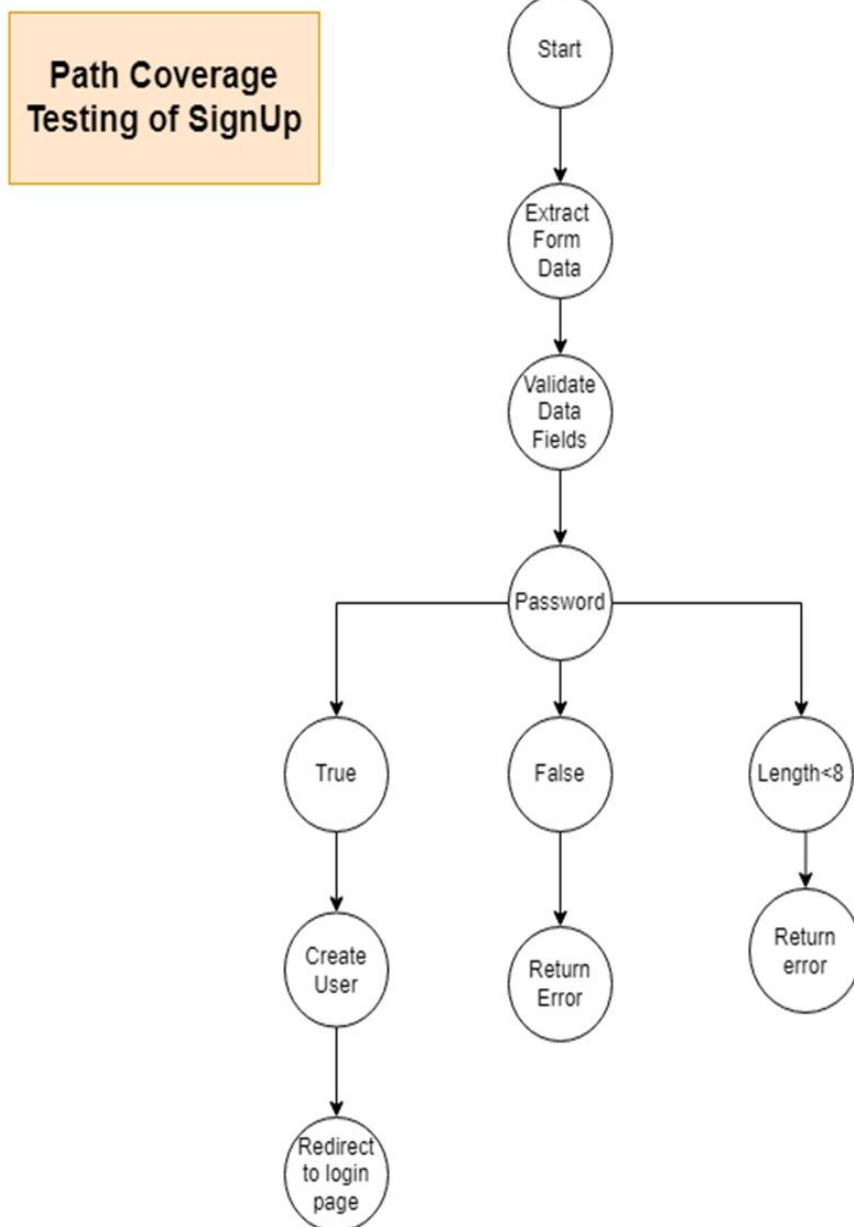 Path Coverage
Testing of SignUp
Start
Extract
Form
Data
Validate
Data
Fields
Password
True
False
Length<8
Create
User
Return
Error
Return
error
Redirect
to login
page